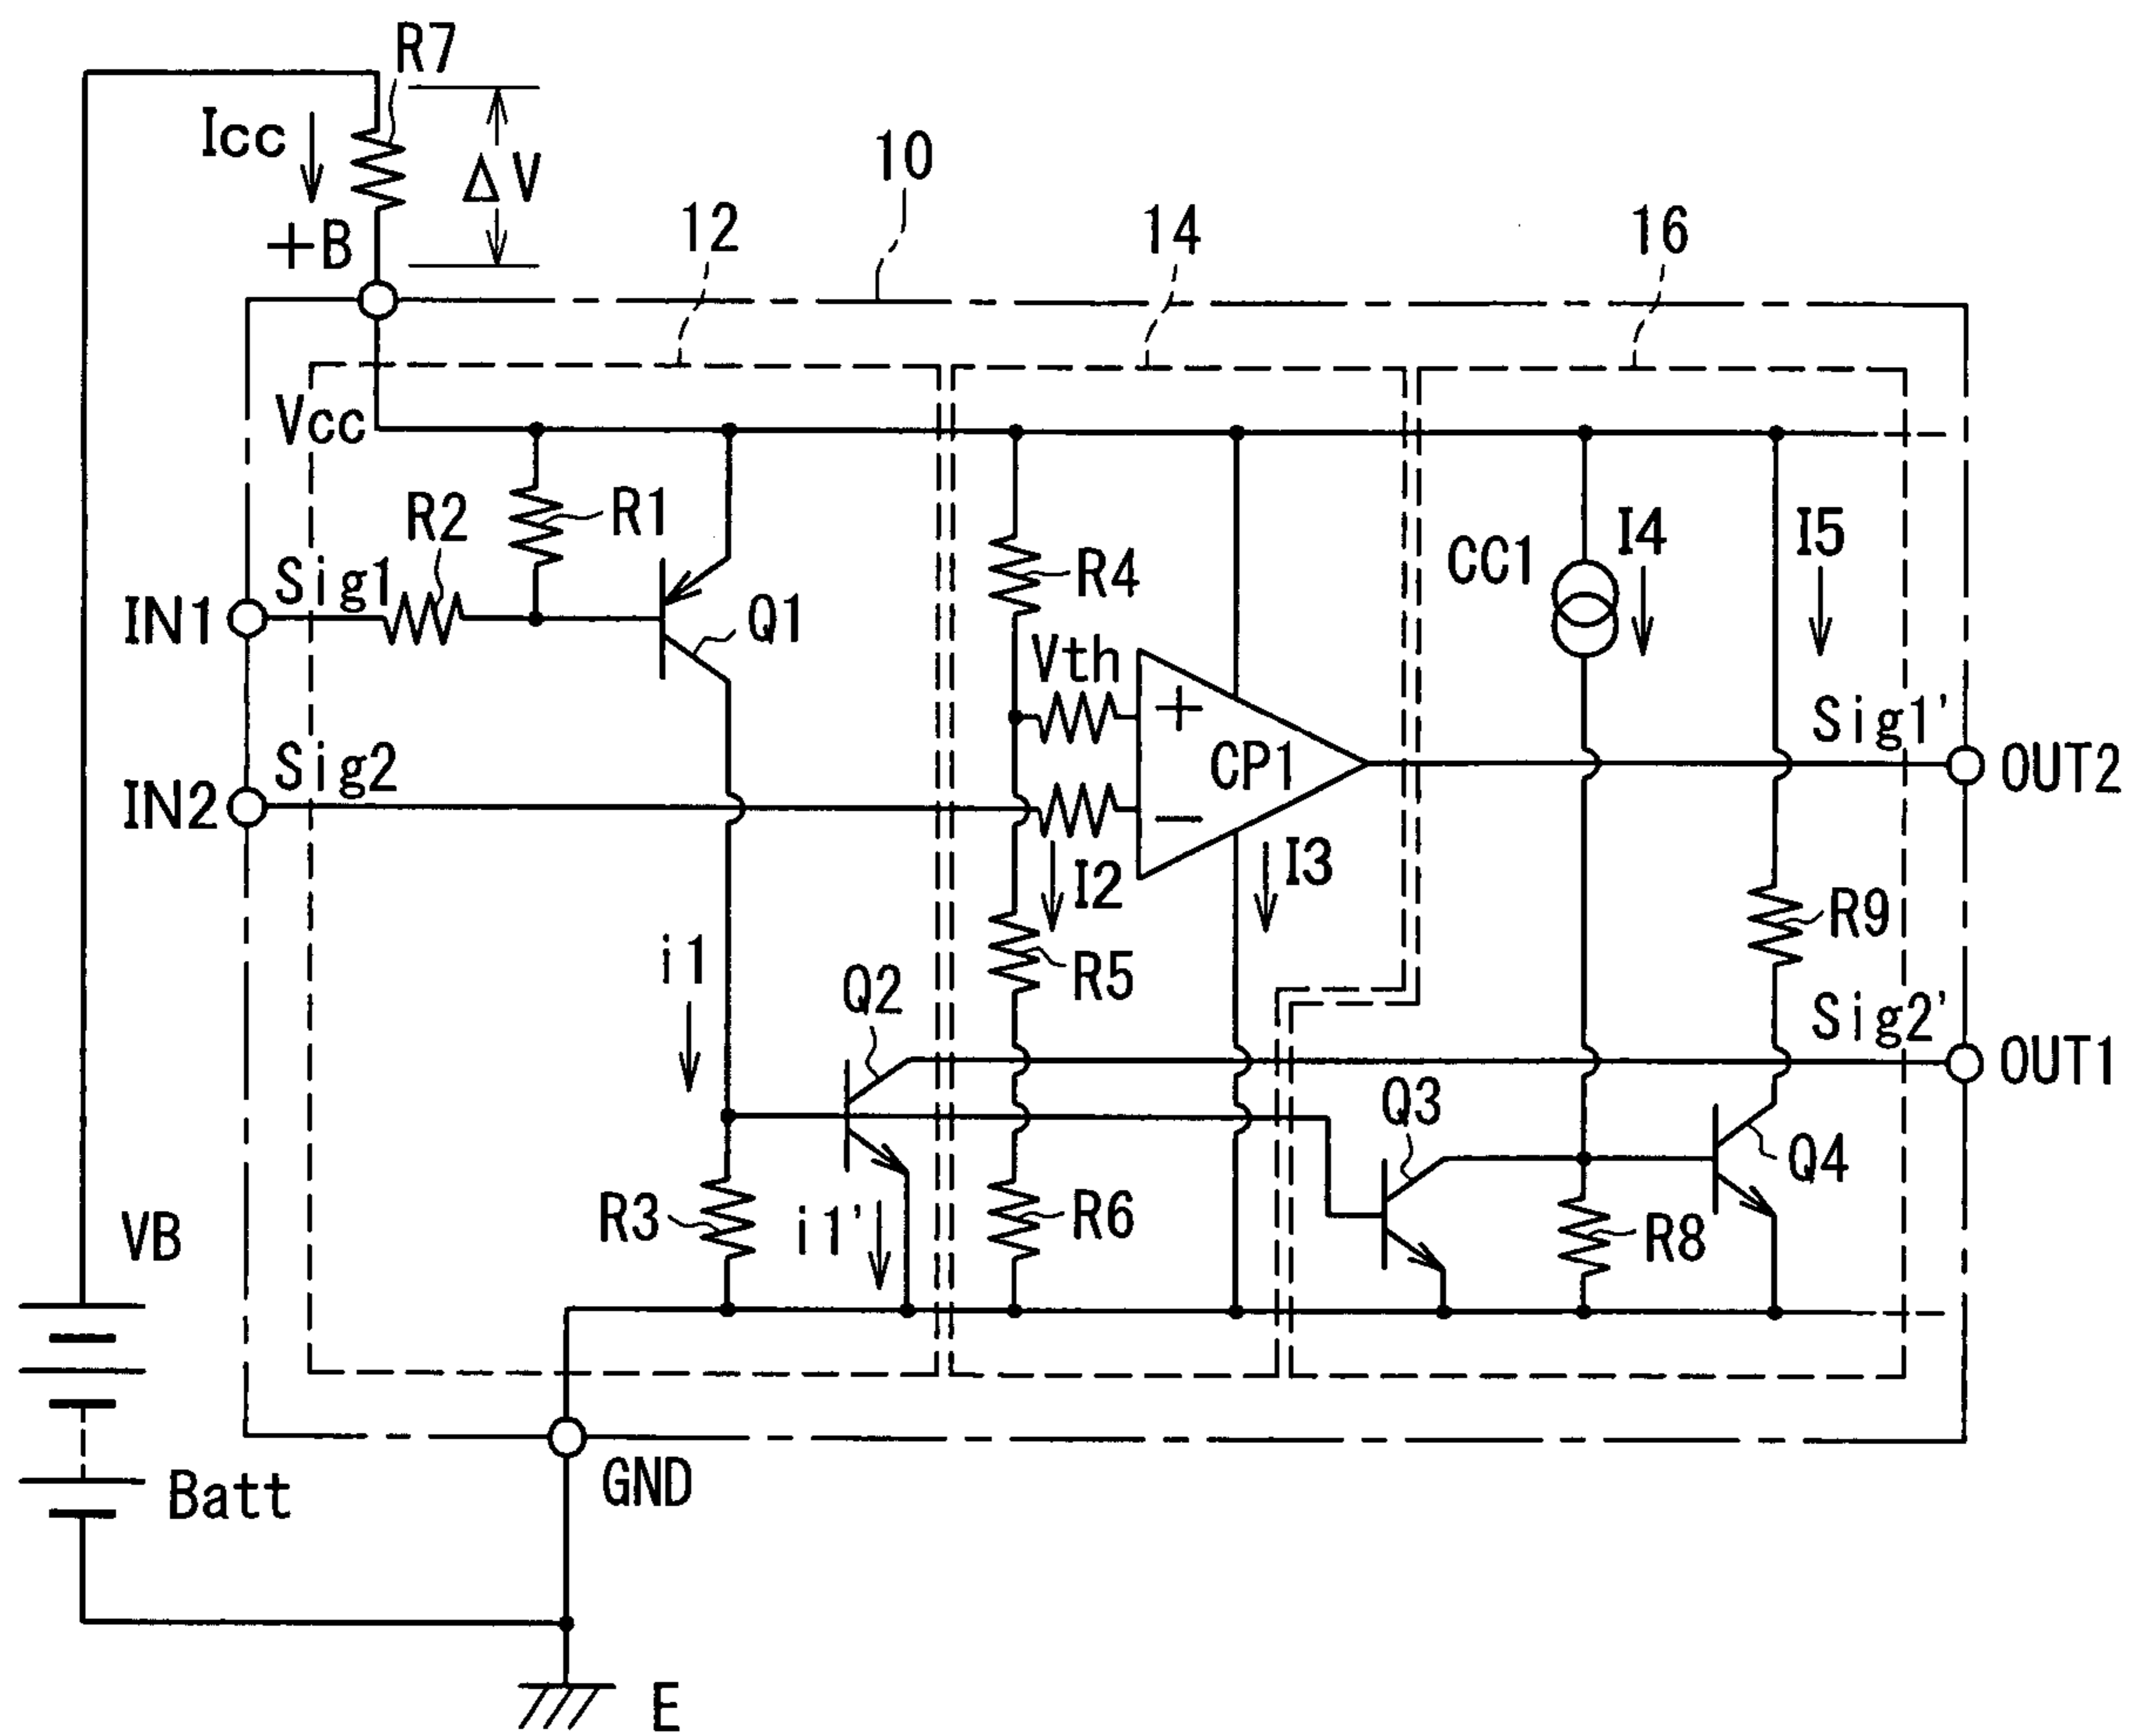 R7
Icc
ΔV
10
+B
12
14
16
Vcc
R2
R1
R4
CC1
I4
I5
Sig1
IN1
Q1
Vth
+
Sig1'
Sig2
CP1
OUT2
IN2
−
I2
I3
R9
i1
Q2
R5
Sig2'
OUT1
Q3
Q4
R3
i1'
R6
R8
VB
GND
Batt
E